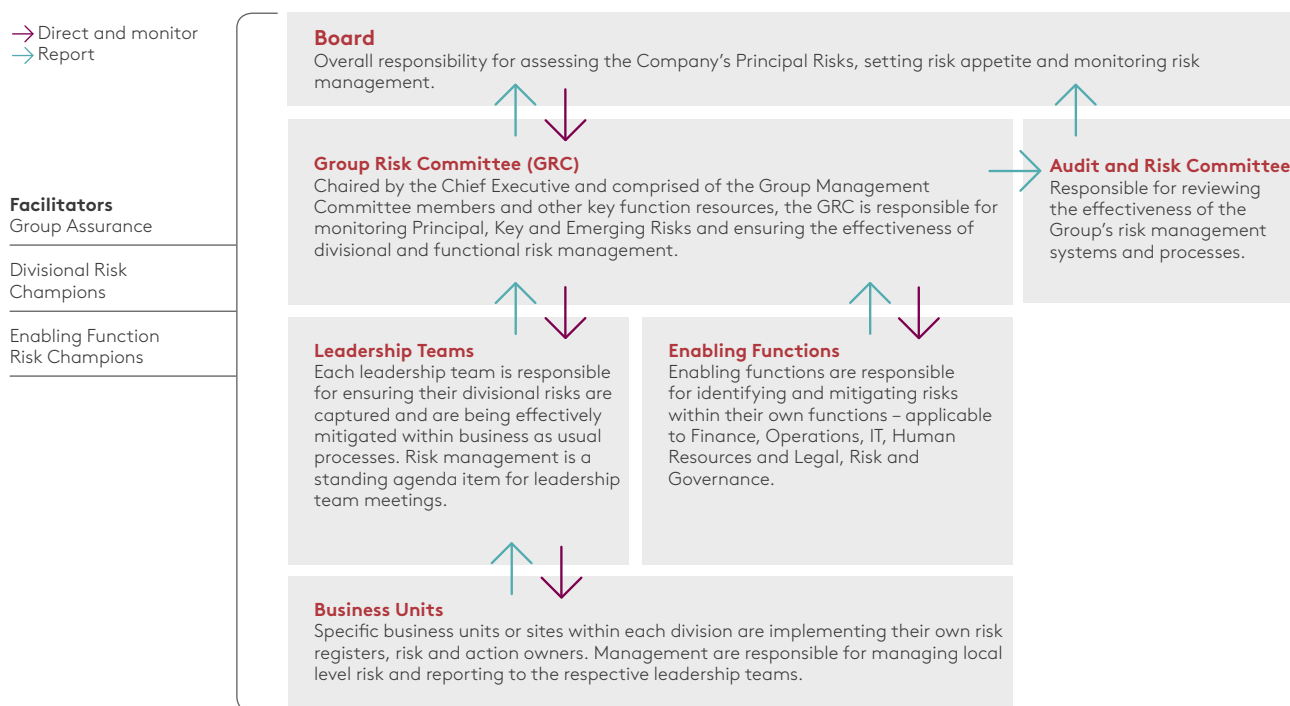 Direct and monitor
Report
Facilitators
Group Assurance
Divisional Risk
Champions
Enabling Function
Risk Champions
Board
Overall responsibility for assessing the Company’s Principal Risks, setting risk appetite and monitoring risk
management.
Group Risk Committee (GRC)
Chaired by the Chief Executive and comprised of the Group Management
Committee members and other key function resources, the GRC is responsible for
monitoring Principal, Key and Emerging Risks and ensuring the effectiveness of
divisional and functional risk management.
Audit and Risk Committee
Responsible for reviewing
the effectiveness of the
Group’s risk management
systems and processes.
Leadership Teams
Each leadership team is responsible
for ensuring their divisional risks are
captured and are being effectively
mitigated within business as usual
processes. Risk management is a
standing agenda item for leadership
team meetings.
Enabling Functions
Enabling functions are responsible
for identifying and mitigating risks
within their own functions – applicable
to Finance, Operations, IT, Human
Resources and Legal, Risk and
Governance.
Business Units
Specific business units or sites within each division are implementing their own risk
registers, risk and action owners. Management are responsible for managing local
level risk and reporting to the respective leadership teams.